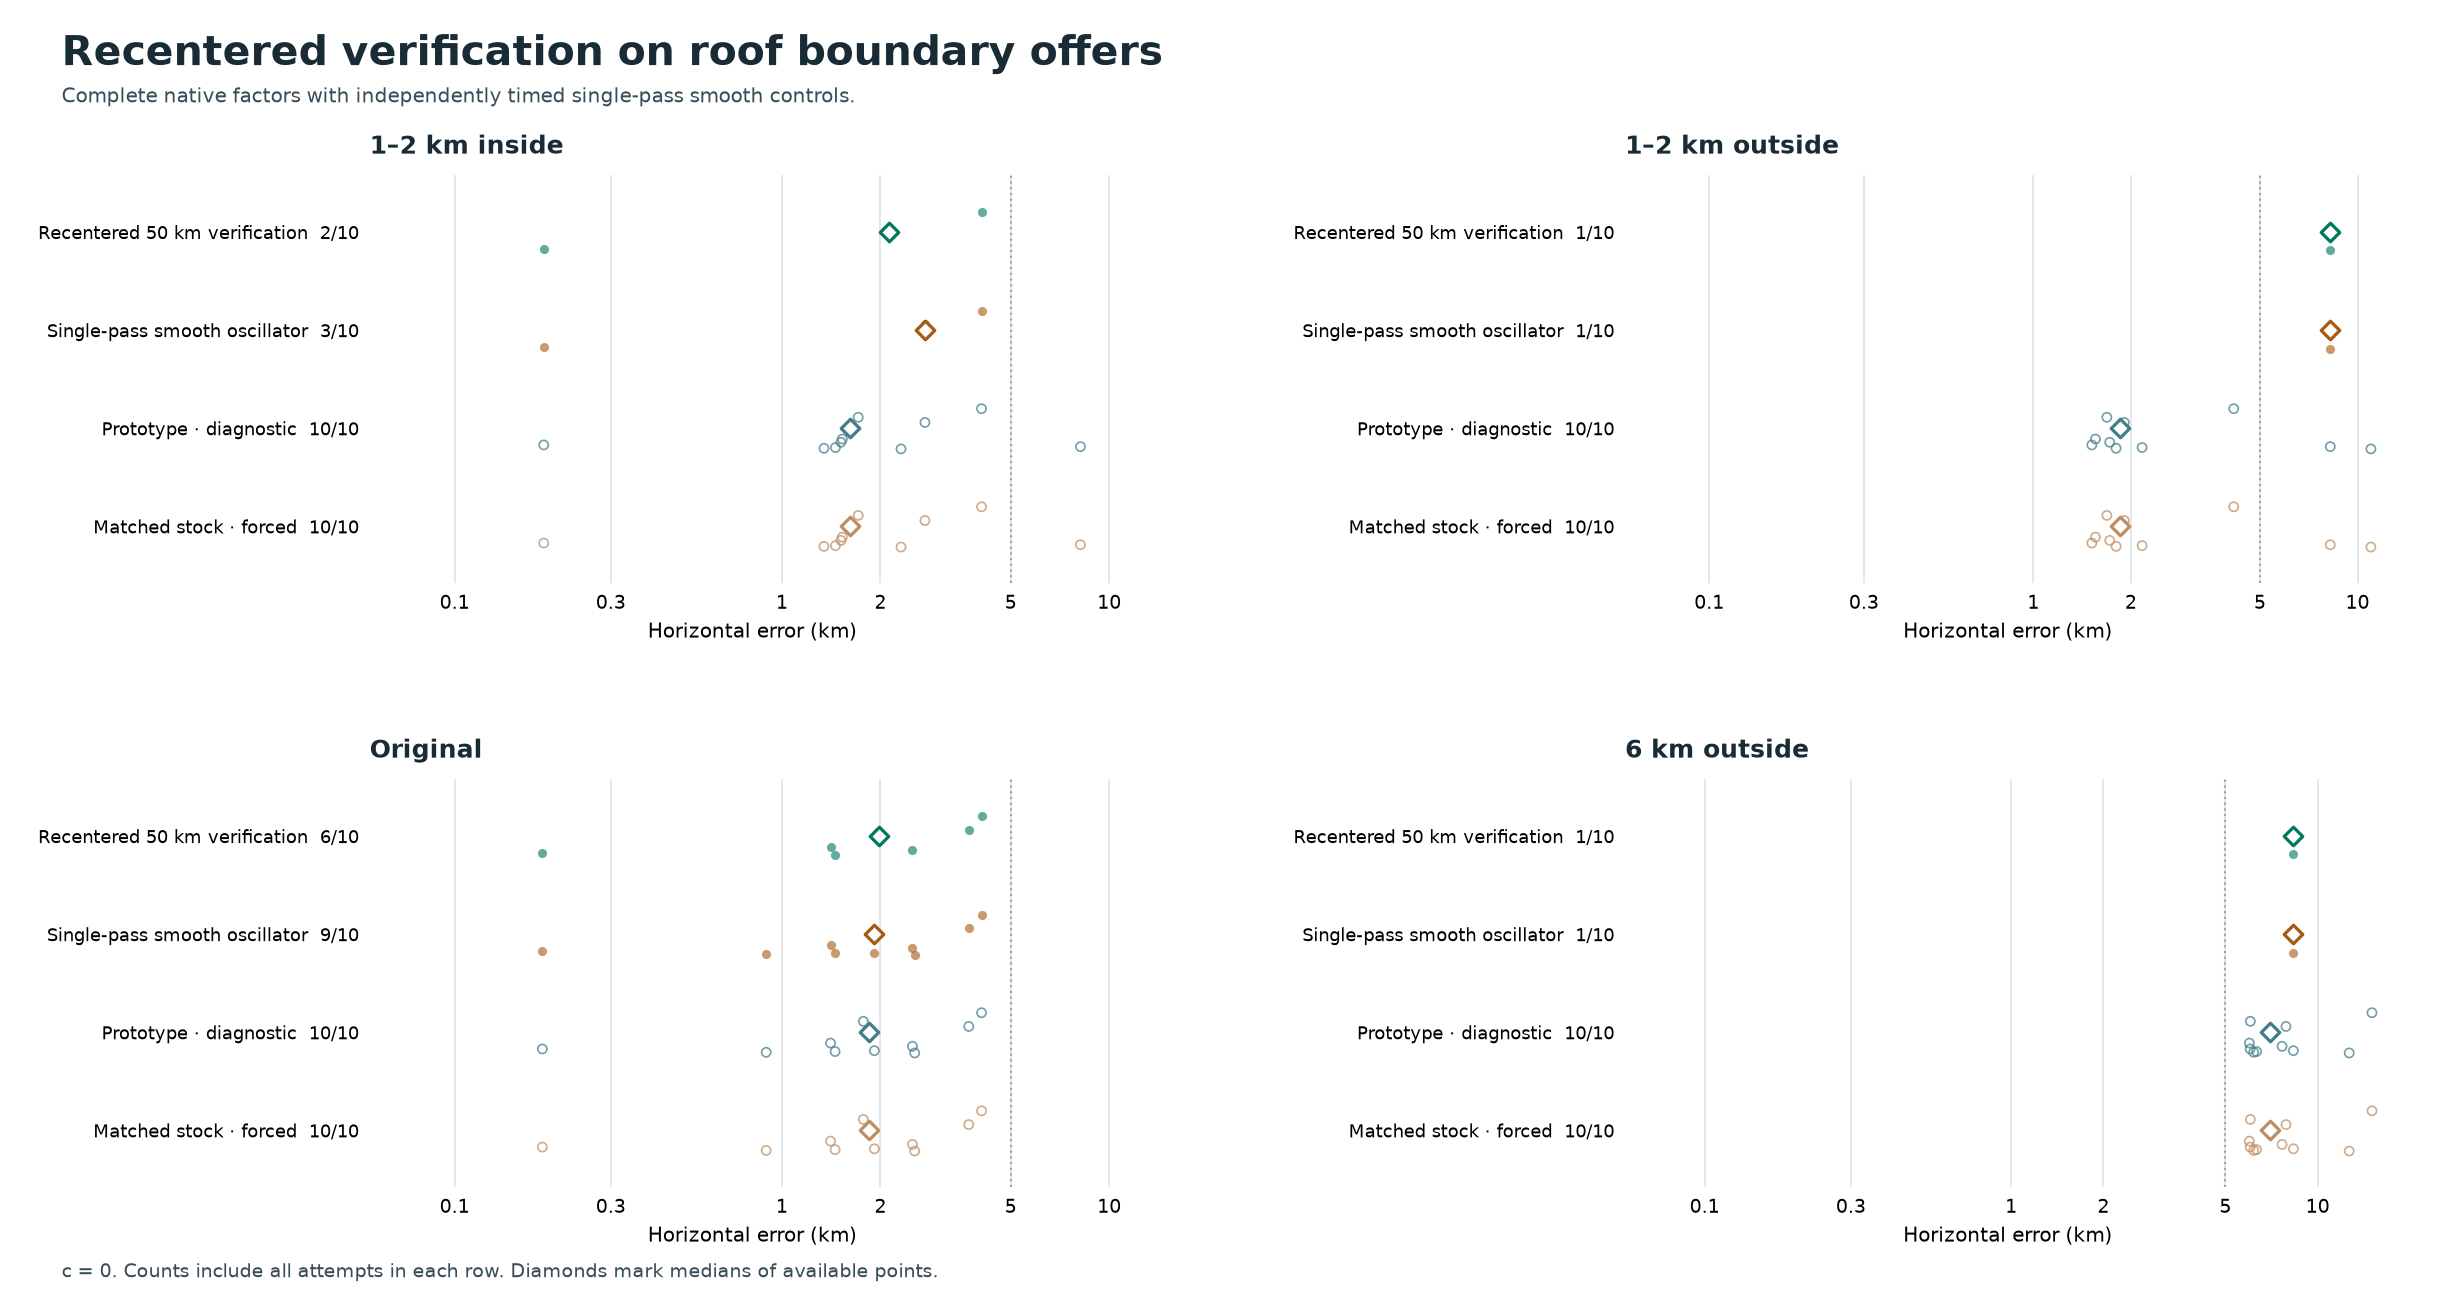 Recentered verification on roof boundary offers
Complete native factors with independently timed single-pass smooth controls.
1–2 km inside
Recentered 50 km verification 2/10
Single-pass smooth oscillator 3/10
Prototype · diagnostic 10/10
Matched stock · forced 10/10
0.1 0.3 1 2 5 10
Horizontal error (km)
1–2 km outside
Recentered 50 km verification 1/10
Single-pass smooth oscillator 1/10
Prototype · diagnostic 10/10
Matched stock · forced 10/10
0.1 0.3 1 2 5 10
Horizontal error (km)
Original
Recentered 50 km verification 6/10
Single-pass smooth oscillator 9/10
Prototype · diagnostic 10/10
Matched stock · forced 10/10
0.1 0.3 1 2 5 10
Horizontal error (km)
6 km outside
Recentered 50 km verification 1/10
Single-pass smooth oscillator 1/10
Prototype · diagnostic 10/10
Matched stock · forced 10/10
0.1 0.3 1 2 5 10
Horizontal error (km)
c = 0. Counts include all attempts in each row. Diamonds mark medians of available points.